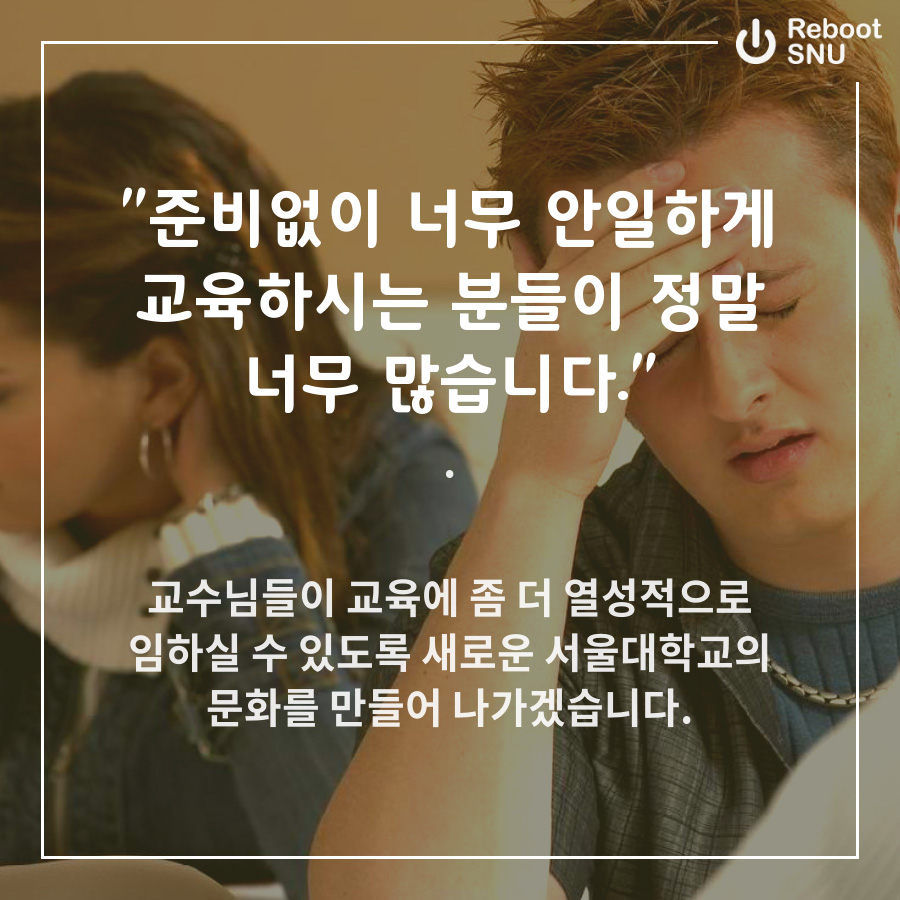 Reboot
SNU
"준비없이 너무 안일하게
교육하시는 분들이 정말
너무 많습니다."
.
교수님들이 교육에 좀 더 열성적으로
임하실 수 있도록 새로운 서울대학교의
문화를 만들어 나가겠습니다.